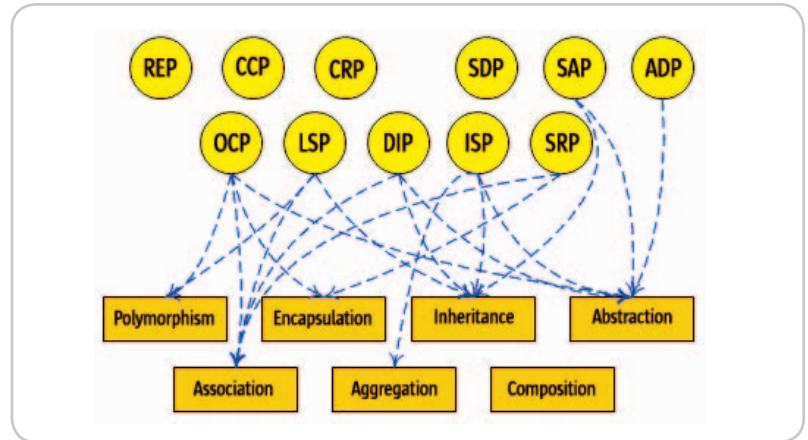 REP CCP CRP SDP SAP ADP
OCP LSP DIP ISP SRP
Polymorphism Encapsulation Inheritance Abstraction
Association Aggregation Composition